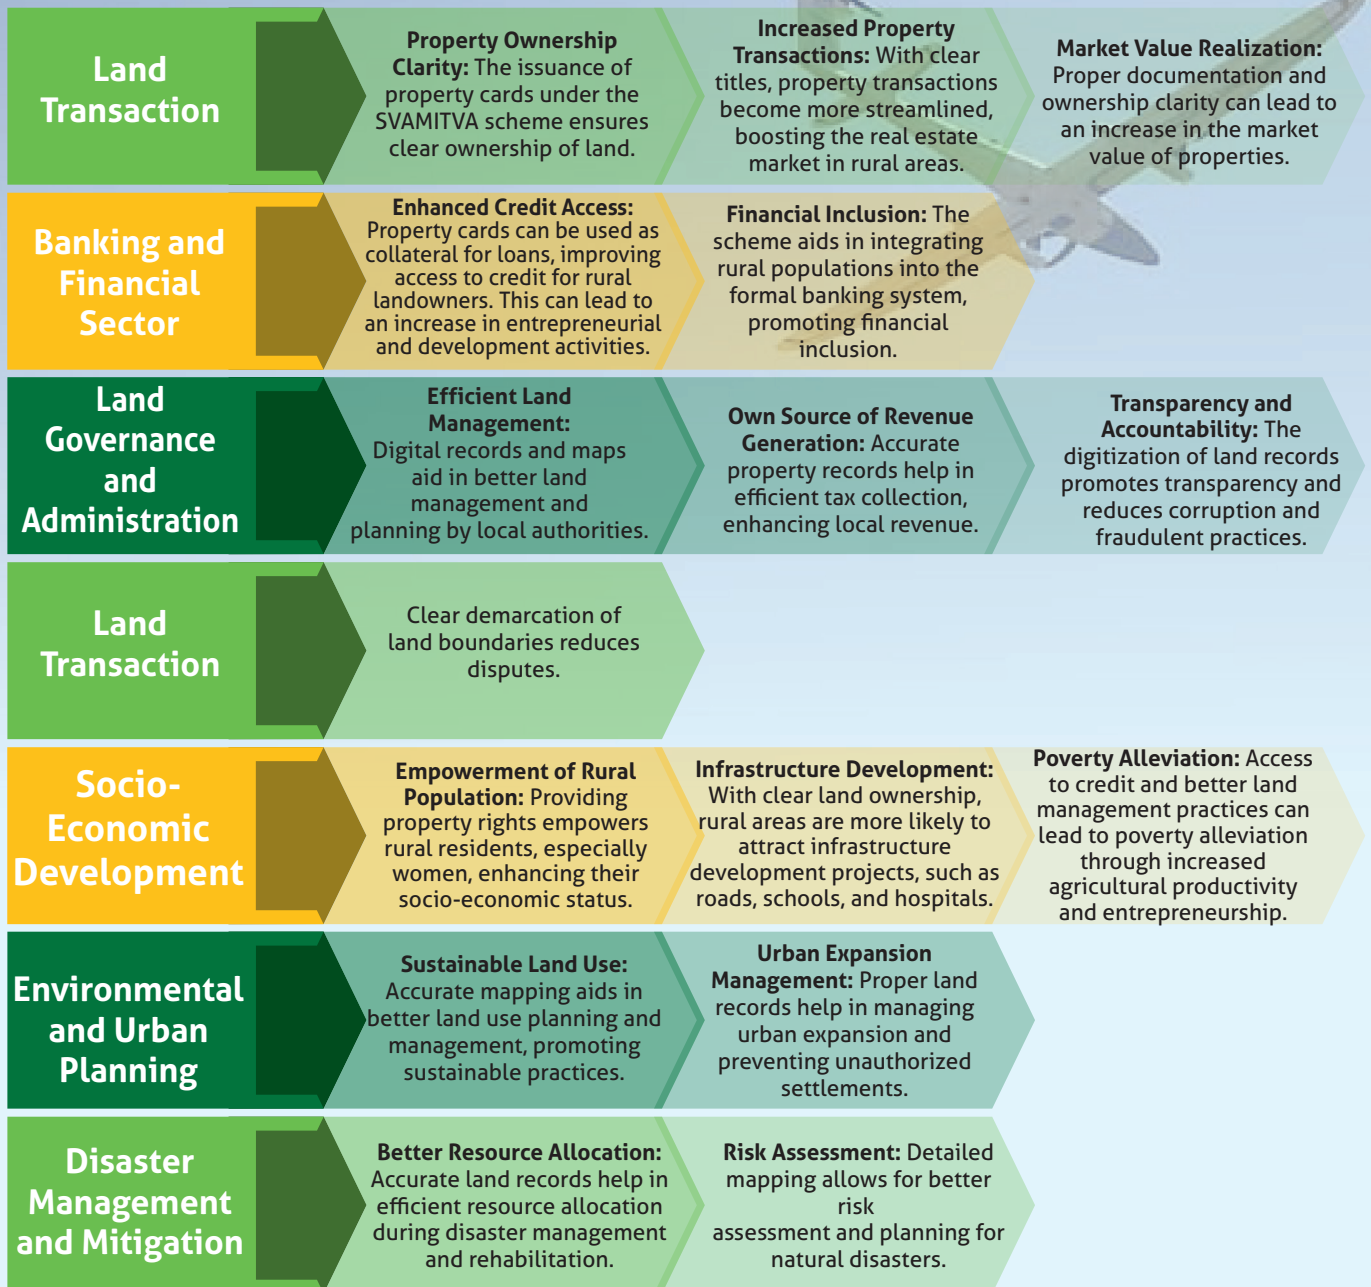 Land
Transaction
Property Ownership
Clarity: The issuance of
property cards under the
SVAMITVA scheme ensures
clear ownership of land.
Increased Property
Transactions: With clear
titles, property transactions
become more streamlined,
boosting the real estate
market in rural areas.
Market Value Realization:
Proper documentation and
ownership clarity can lead to
an increase in the market
value of properties.
Banking and
Financial
Sector
Enhanced Credit Access:
Property cards can be used as
collateral for loans, improving
access to credit for rural
landowners. This can lead to
an increase in entrepreneurial
and development activities.
Financial Inclusion: The
scheme aids in integrating
rural populations into the
formal banking system,
promoting financial
inclusion.
Land
Governance
and
Administration
Efficient Land
Management:
Digital records and maps
aid in better land
management and
planning by local authorities.
Own Source of Revenue
Generation: Accurate
property records help in
efficient tax collection,
enhancing local revenue.
Transparency and
Accountability: The
digitization of land records
promotes transparency and
reduces corruption and
fraudulent practices.
Land
Transaction
Clear demarcation of
land boundaries reduces
disputes.
Socio-
Economic
Development
Empowerment of Rural
Population: Providing
property rights empowers
rural residents, especially
women, enhancing their
socio-economic status.
Infrastructure Development:
With clear land ownership,
rural areas are more likely to
attract infrastructure
development projects, such as
roads, schools, and hospitals.
Poverty Alleviation: Access
to credit and better land
management practices can
lead to poverty alleviation
through increased
agricultural productivity
and entrepreneurship.
Environmental
and Urban
Planning
Sustainable Land Use:
Accurate mapping aids in
better land use planning and
management, promoting
sustainable practices.
Urban Expansion
Management: Proper land
records help in managing
urban expansion and
preventing unauthorized
settlements.
Disaster
Management
and Mitigation
Better Resource Allocation:
Accurate land records help in
efficient resource allocation
during disaster management
and rehabilitation.
Risk Assessment: Detailed
mapping allows for better
risk
assessment and planning for
natural disasters.